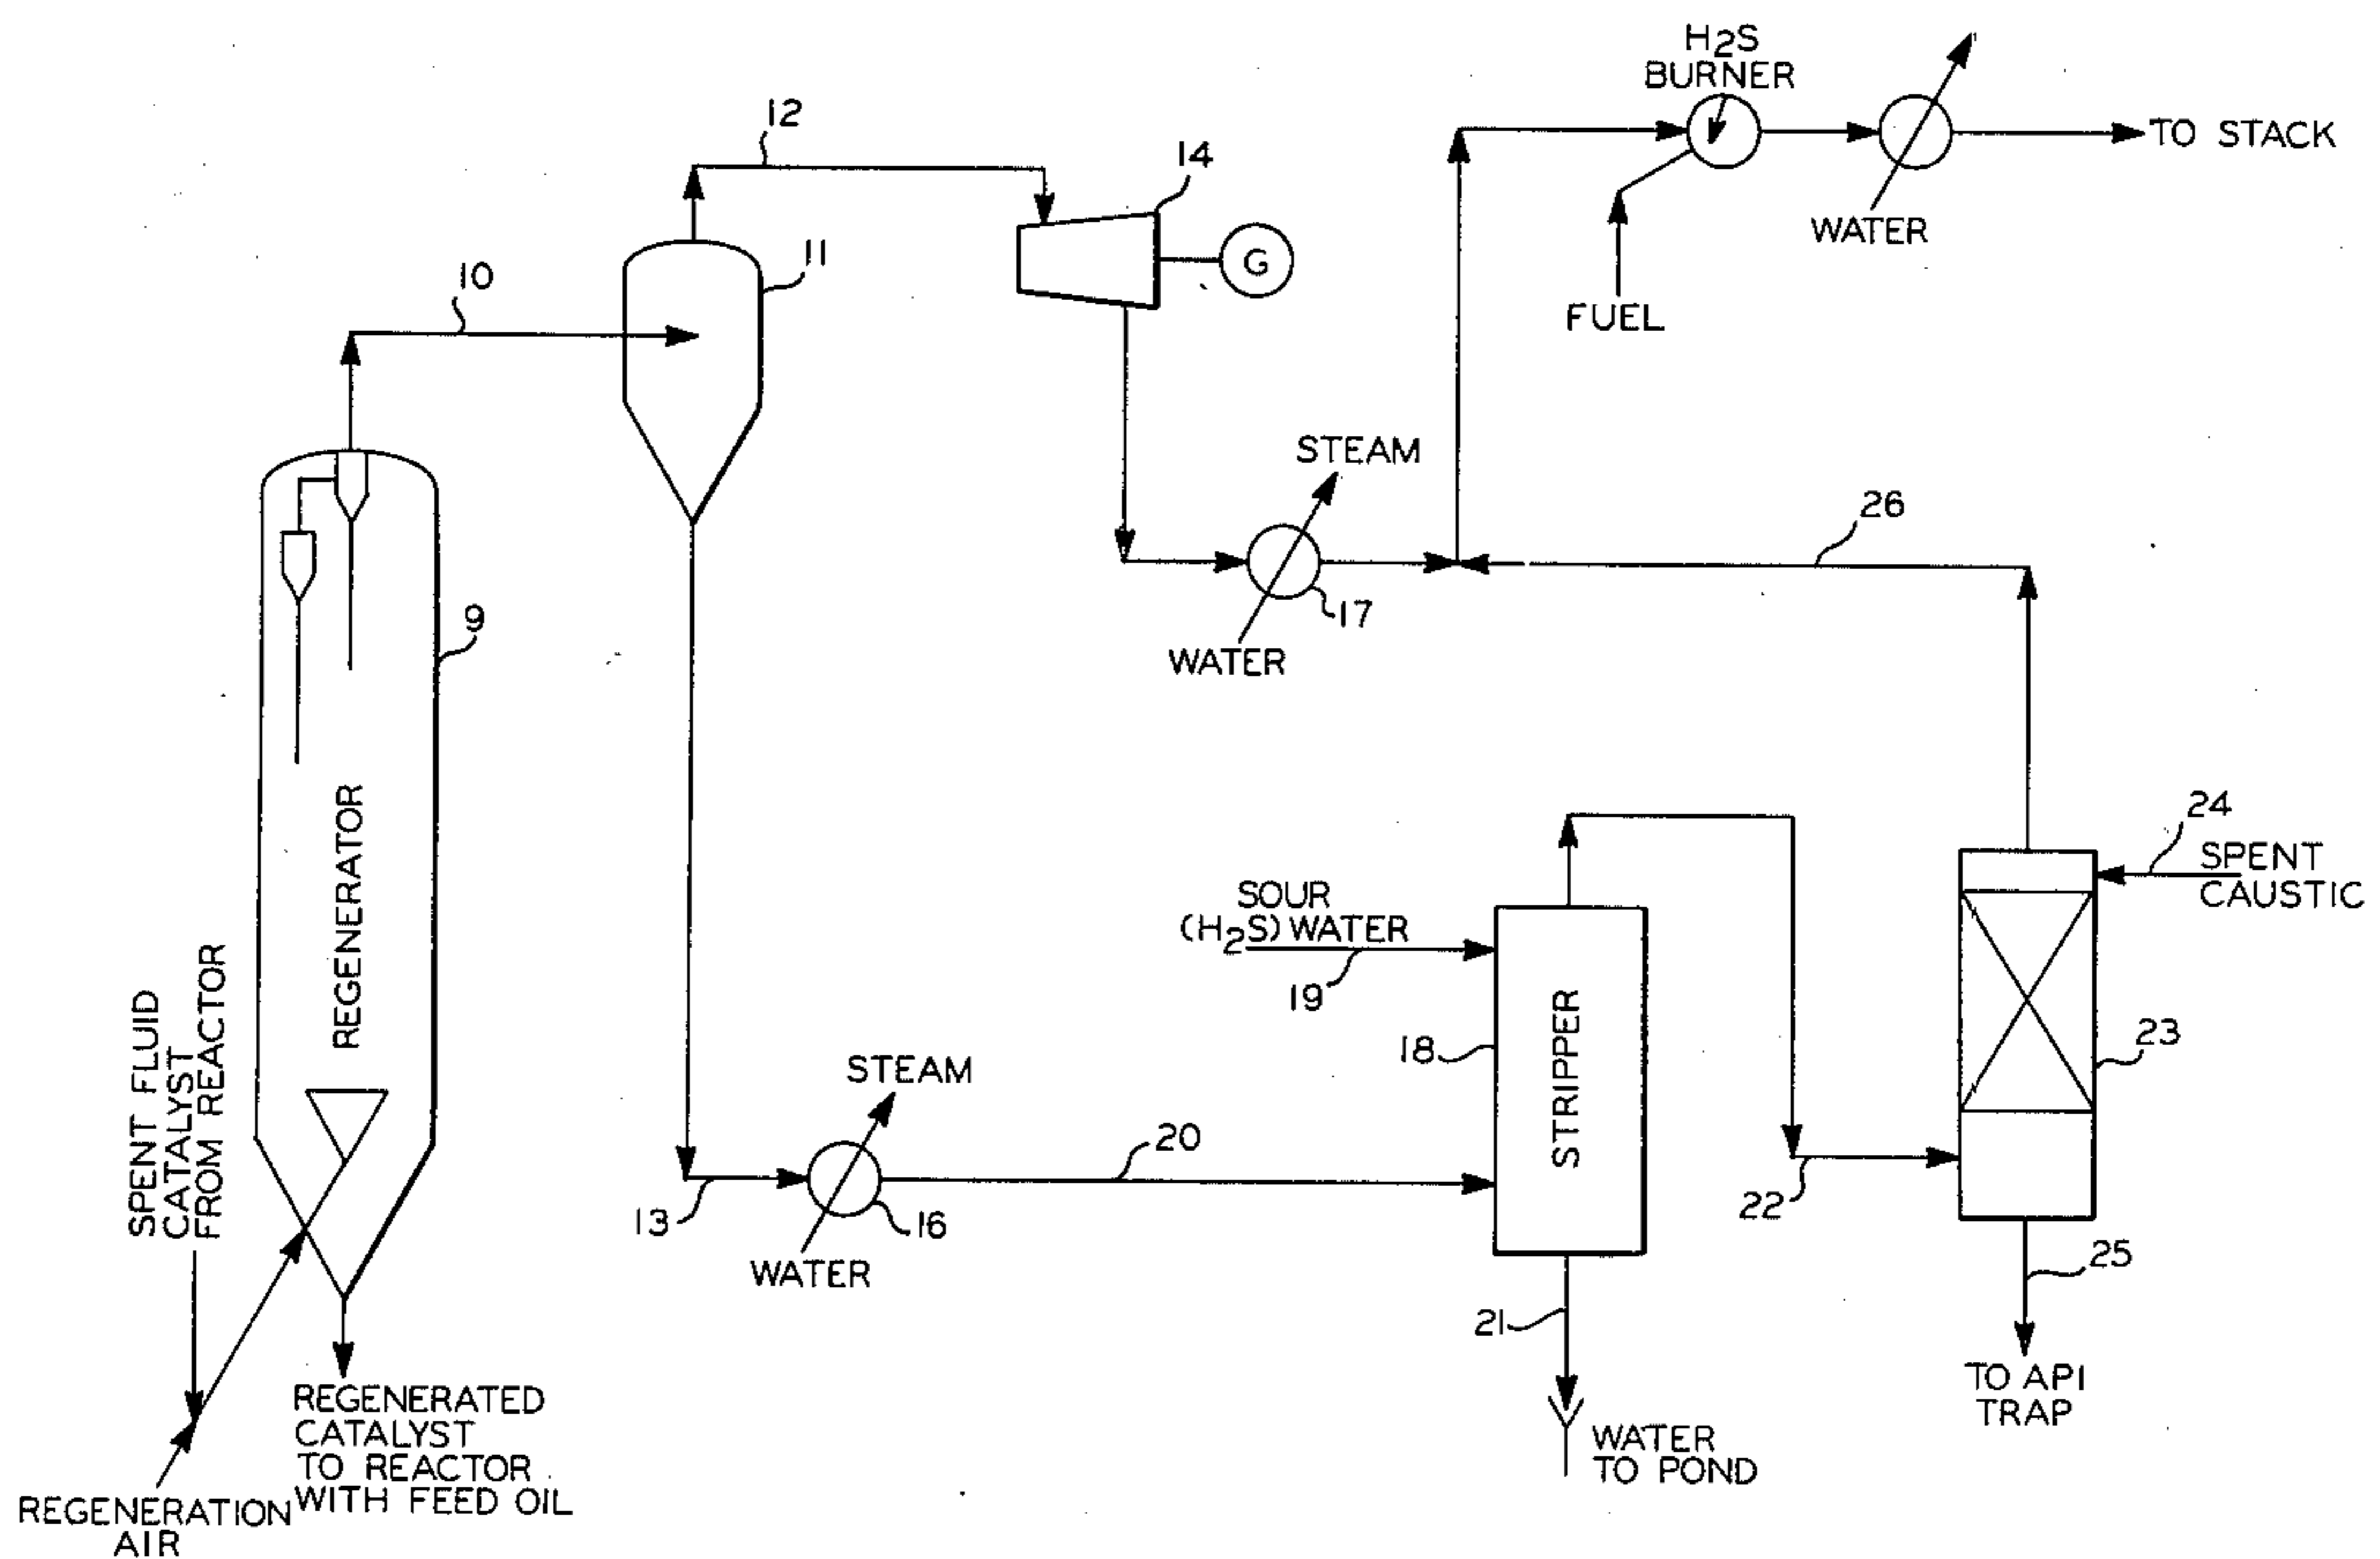 H2S
BURNER
12
TO STACK
14
WATER
11
G
10
FUEL
STEAM
26
17
9
WATER
REGENERATOR
24
SPENT
CAUSTIC
SOUR
(H2S) WATER
19
SPENT FLUID
CATALYST
FROM REACTOR
STRIPPER
18
23
STEAM
20
22
13
16
WATER
25
21
TO API
TRAP
REGENERATED
CATALYST
TO REACTOR
WITH FEED OIL
WATER
TO POND
REGENERATION
AIR